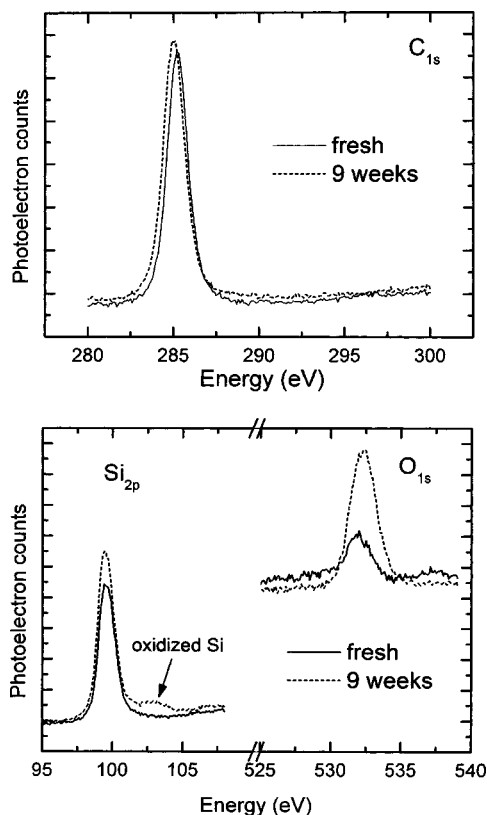 C1s
Photoelectron counts
fresh
9 weeks
280 285 290 295 300
Energy (eV)
Si2p
O1s
Photoelectron counts
oxidized Si
fresh
9 weeks
95 100 105 525 530 535 540
Energy (eV)